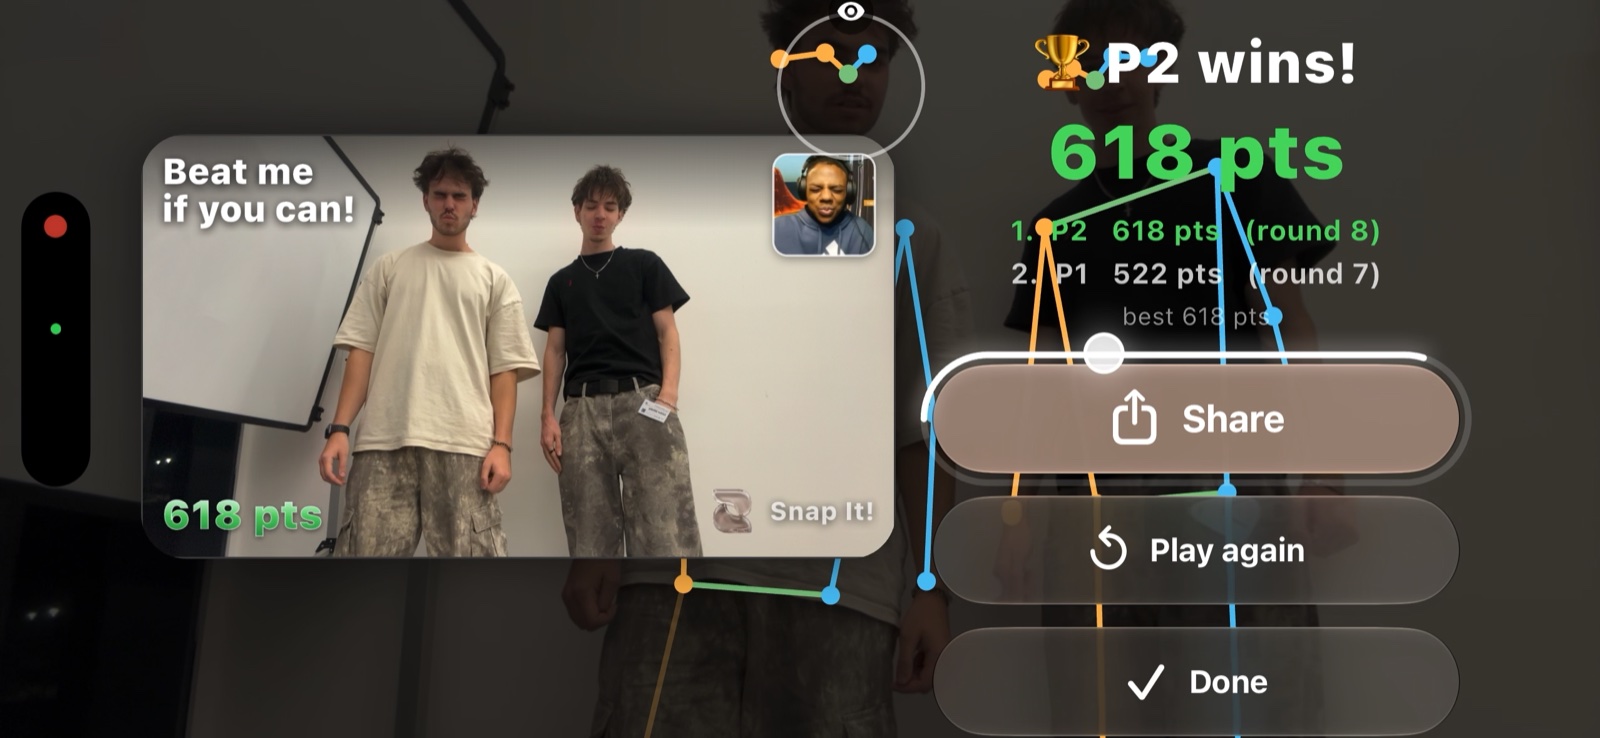 Beat me
if you can!
618 pts
Snap It!
P2 wins!
618 pts
1. P2 618 pts (round 8)
2. P1 522 pts (round 7)
best 618 pts
Share
Play again
Done